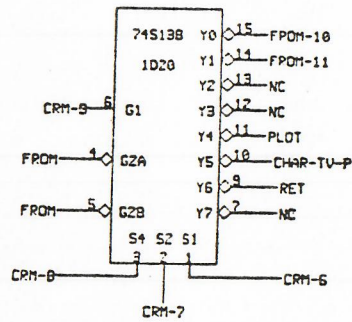 74S138 Y0 15 FPOM-10
1D20 Y1 14 FPOM-11
Y2 13 NC
CRM-9 6 G1 Y3 12 NC
Y4 11 PLOT
FROM 4 G2A Y5 10 CHAR-TV-P
Y6 9 RET
FROM 5 G2B Y7 7 NC
S4 S2 S1
3 2 1
CRM-8 CRM-6
CRM-7